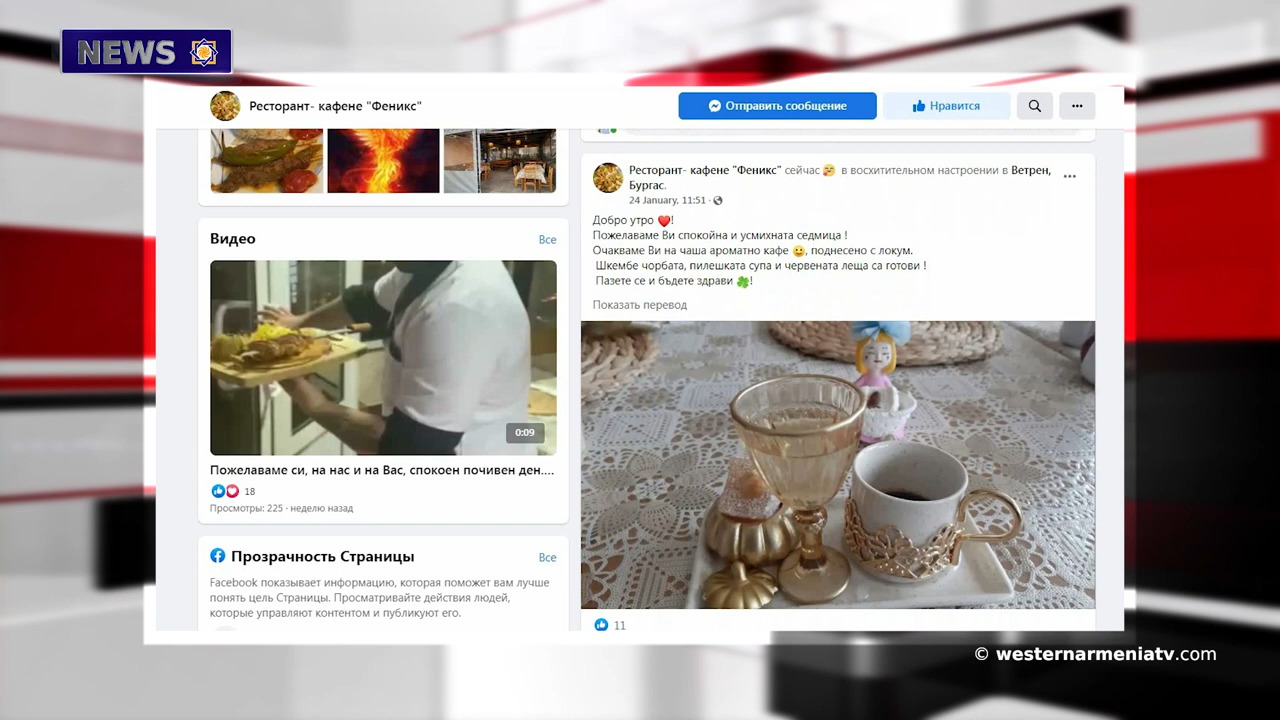 NEWS
Ресторант- кафене "Феникс"
Отправить сообщение
Нравится
Видео
Все
0:09
Пожелаваме си, на нас и на Вас, спокоен почивен ден....
18
Просмотры: 225 · неделю назад
Прозрачность Страницы
Все
Facebook показывает информацию, которая поможет вам лучше
понять цель Страницы. Просматривайте действия людей,
которые управляют контентом и публикуют его.
Ресторант- кафене "Феникс" сейчас 🥰 в восхитительном настроении в Ветрен,
Бургас.
24 January, 11:51 ·
Добро утро ❤️!
Пожелаваме Ви спокойна и усмихната седмица !
Очакваме Ви на чаша ароматно кафе 🙂, поднесено с локум.
Шкембе чорбата, пилешката супа и червената леща са готови !
Пазете се и бъдете здрави 🍀!
Показать перевод
11
© westernarmeniatv.com